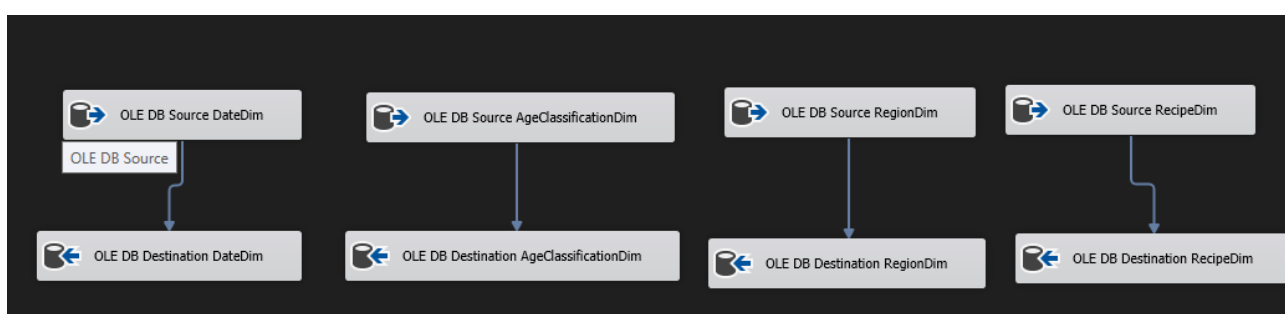 OLE DB Source DateDim
OLE DB Source AgeClassificationDim
OLE DB Source RegionDim
OLE DB Source RecipeDim
OLE DB Source
OLE DB Destination DateDim
OLE DB Destination AgeClassificationDim
OLE DB Destination RegionDim
OLE DB Destination RecipeDim